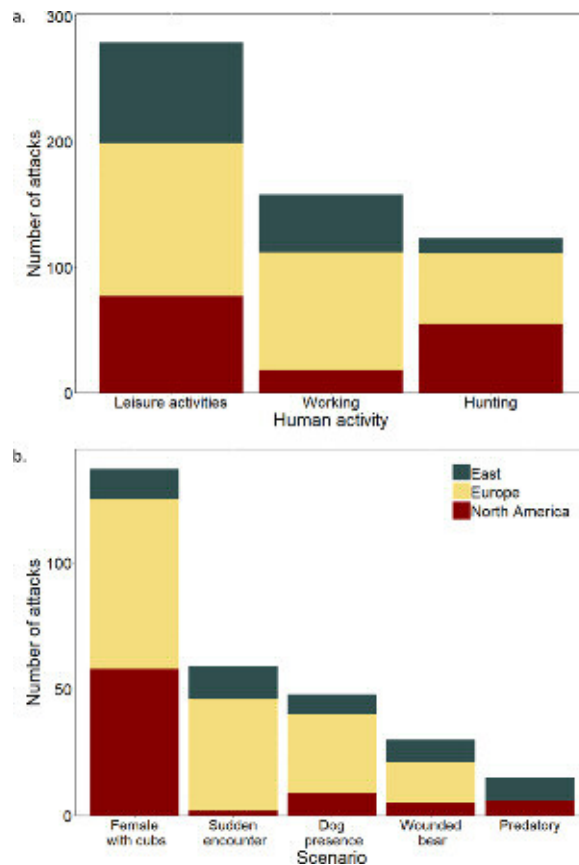 a.
300
200
100
0
Number of attacks
Leisure activities
Working
Hunting
Human activity
b.
East
Europe
North America
100
50
0
Number of attacks
Female
with cubs
Sudden
encounter
Dog
presence
Wounded
bear
Predatory
Scenario